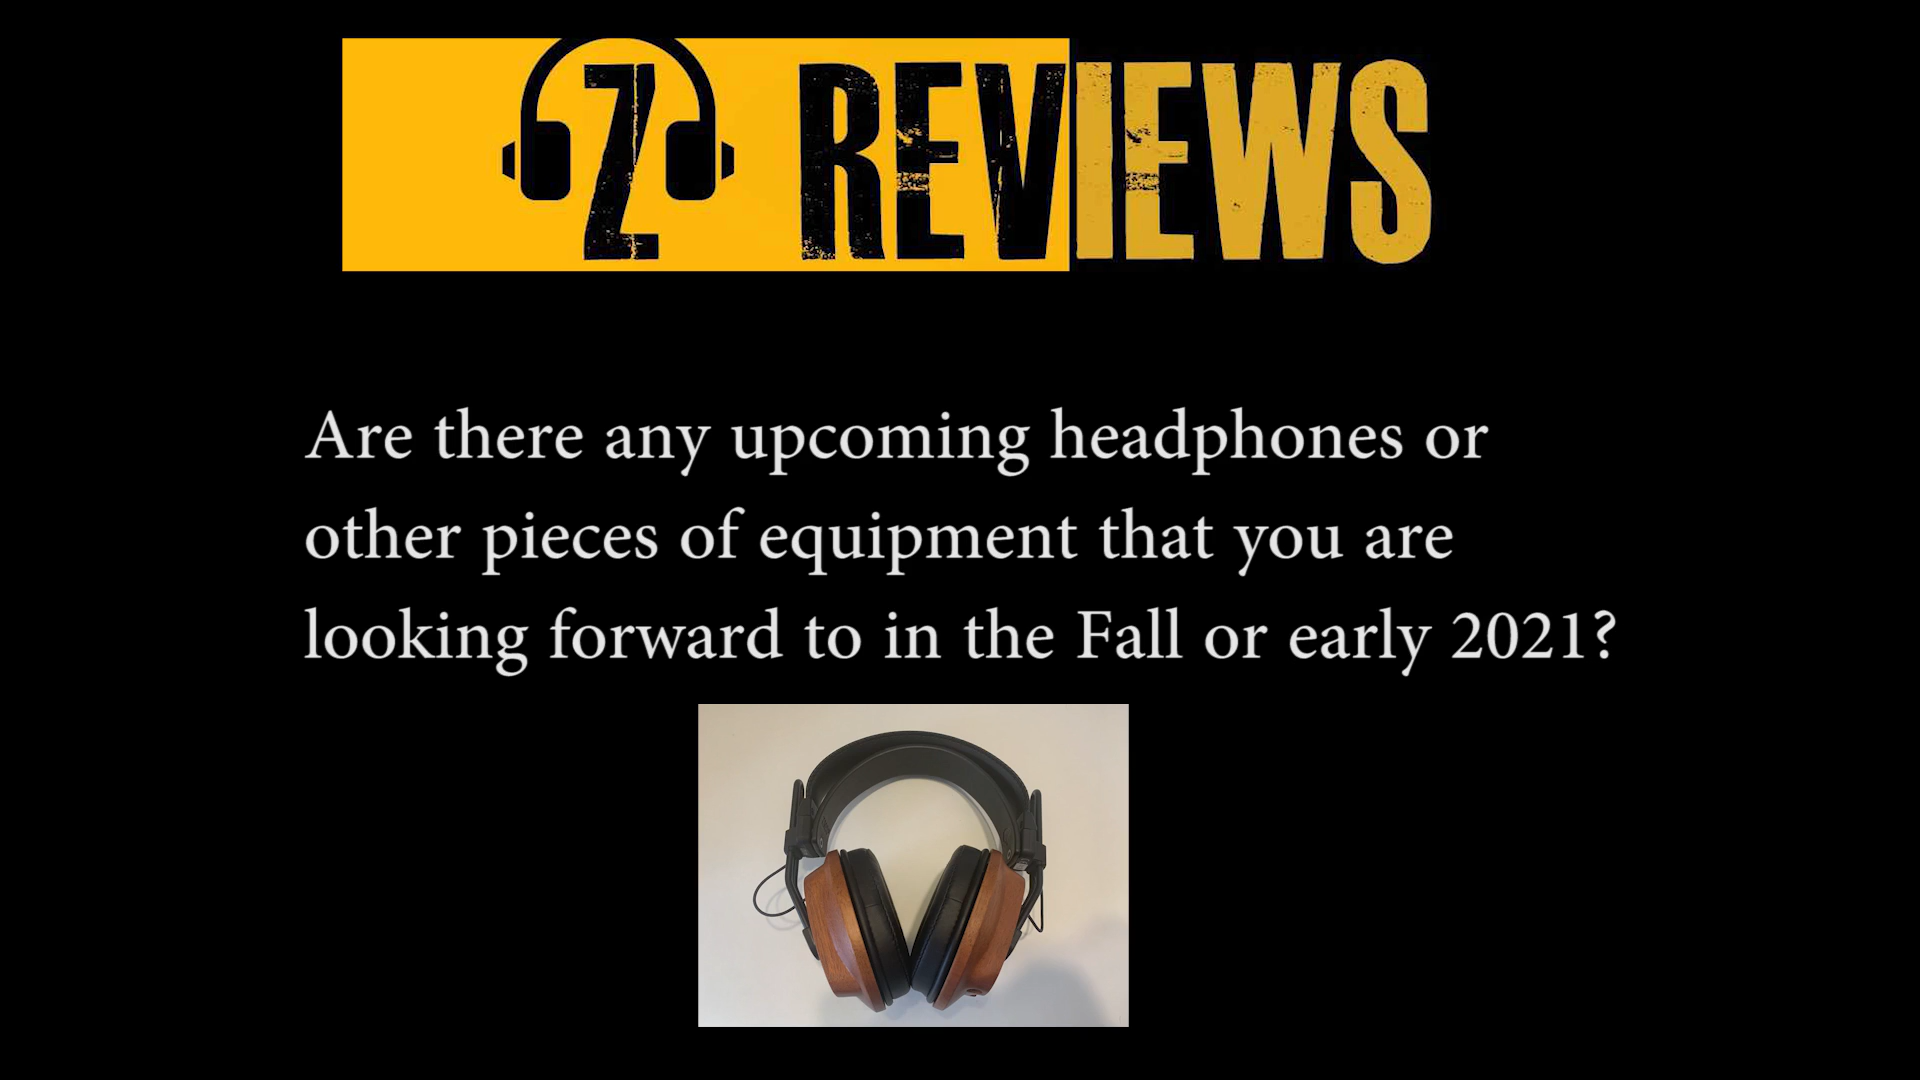 Z REVIEWS
Are there any upcoming headphones or
other pieces of equipment that you are
looking forward to in the Fall or early 2021?